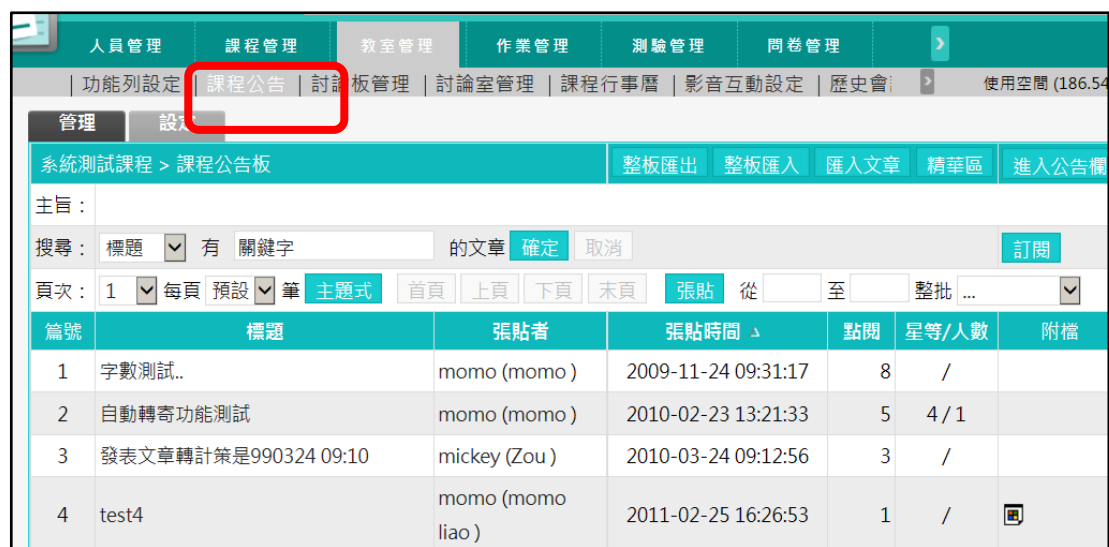 人員管理 課程管理 教室管理 作業管理 測驗管理 問卷管理
| 功能列設定 | 課程公告 | 討論板管理 | 討論室管理 | 課程行事曆 | 影音互動設定 | 歷史會 使用空間 (186.54
管理 設定
系統測試課程 > 課程公告板 整板匯出 整板匯入 匯入文章 精華區 進入公告欄
主旨：
搜尋： 標題 有 關鍵字 的文章 確定 取消 訂閱
頁次： 1 每頁 預設 筆 主題式 首頁 上頁 下頁 末頁 張貼 從 至 整批 ...
篇號 標題 張貼者 張貼時間 點閱 星等/人數 附檔
1 字數測試.. momo (momo ) 2009-11-24 09:31:17 8 /
2 自動轉寄功能測試 momo (momo ) 2010-02-23 13:21:33 5 4 / 1
3 發表文章轉計策是990324 09:10 mickey (Zou ) 2010-03-24 09:12:56 3 /
4 test4 momo (momo liao ) 2011-02-25 16:26:53 1 /